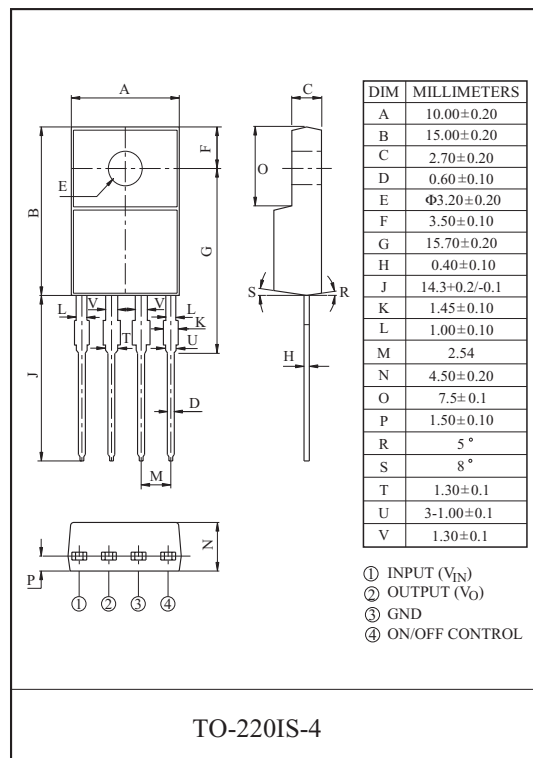 A
C
F
E
O
B
G
S
R
L
V
V
L
K
T
U
H
J
D
M
N
P
① ② ③ ④
DIM MILLIMETERS
A 10.00±0.20
B 15.00±0.20
C 2.70±0.20
D 0.60±0.10
E Φ3.20±0.20
F 3.50±0.10
G 15.70±0.20
H 0.40±0.10
J 14.3+0.2/-0.1
K 1.45±0.10
L 1.00±0.10
M 2.54
N 4.50±0.20
O 7.5±0.1
P 1.50±0.10
R 5°
S 8°
T 1.30±0.1
U 3-1.00±0.1
V 1.30±0.1
① INPUT (VIN)
② OUTPUT (VO)
③ GND
④ ON/OFF CONTROL
TO-220IS-4